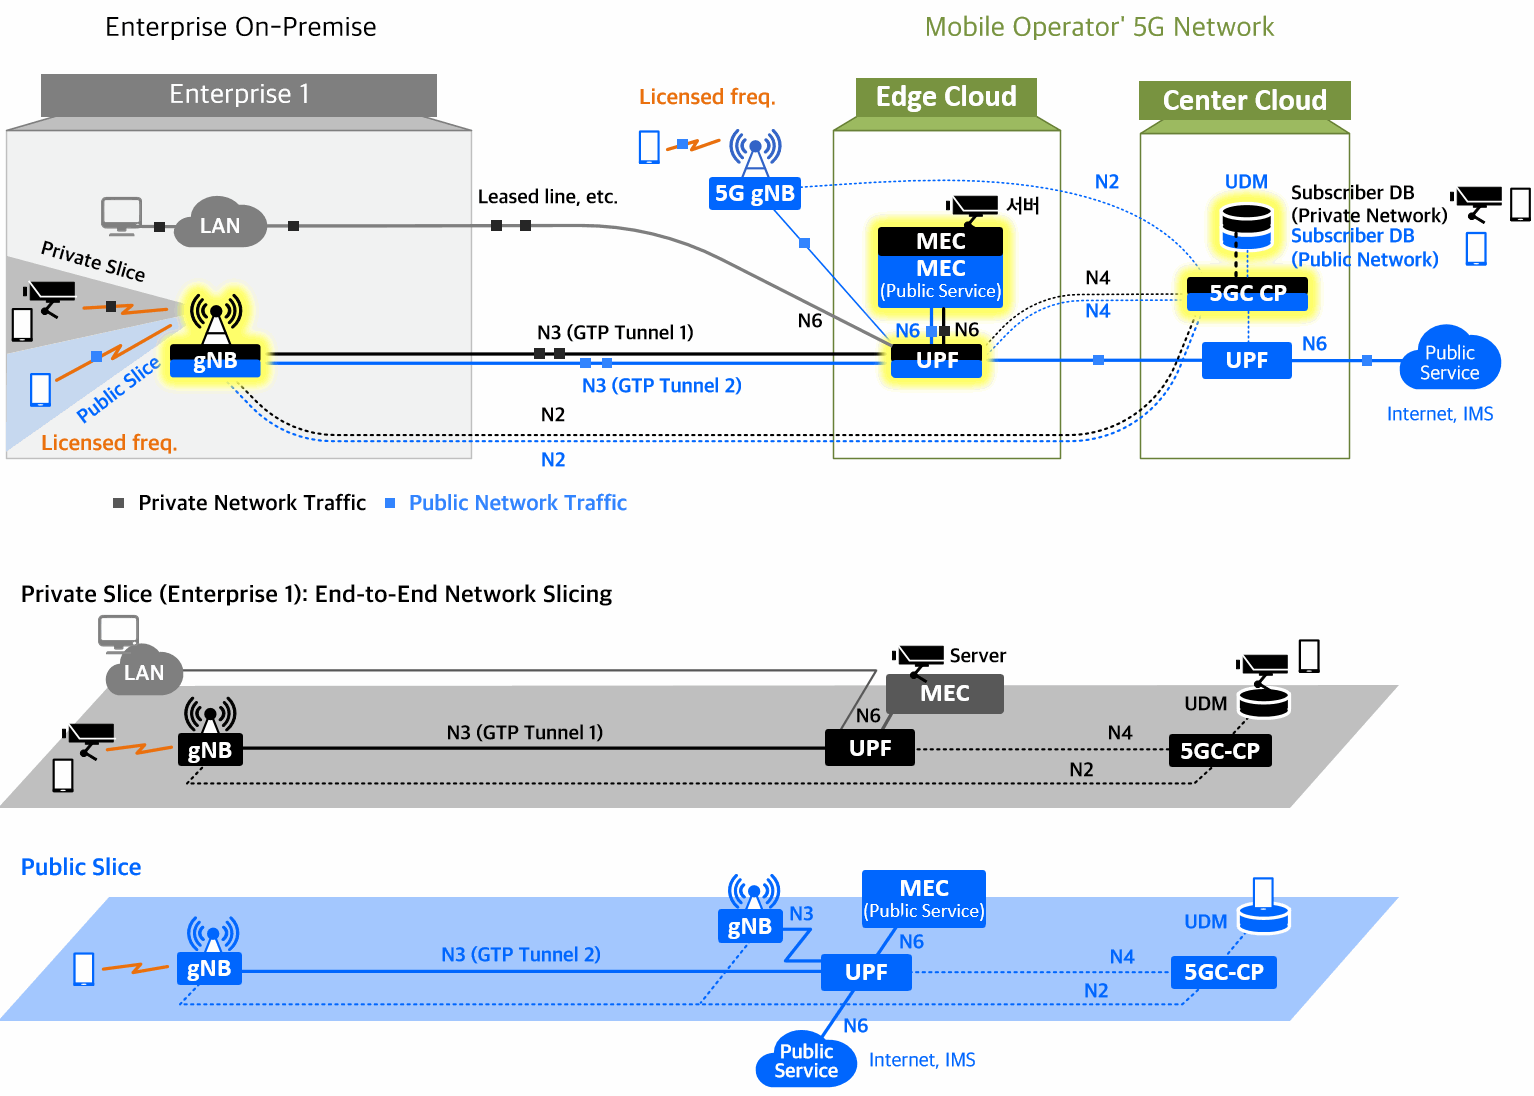 Enterprise On-Premise
Mobile Operator' 5G Network
Enterprise 1
Licensed freq.
Edge Cloud
Center Cloud
5G gNB
N2
UDM
Subscriber DB
(Private Network)
Subscriber DB
(Public Network)
Leased line, etc.
LAN
서버
MEC
MEC
(Public Service)
Private Slice
N4
N4
5GC CP
N6
N6
N6
N3 (GTP Tunnel 1)
gNB
UPF
UPF
N6
Public
Service
N3 (GTP Tunnel 2)
Public Slice
Internet, IMS
Licensed freq.
N2
N2
Private Network Traffic
Public Network Traffic
Private Slice (Enterprise 1): End-to-End Network Slicing
LAN
Server
MEC
UDM
N6
gNB
N3 (GTP Tunnel 1)
UPF
N4
5GC-CP
N2
Public Slice
MEC
(Public Service)
N3
gNB
UDM
N6
N3 (GTP Tunnel 2)
gNB
UPF
N4
5GC-CP
N2
N6
Public
Service
Internet, IMS